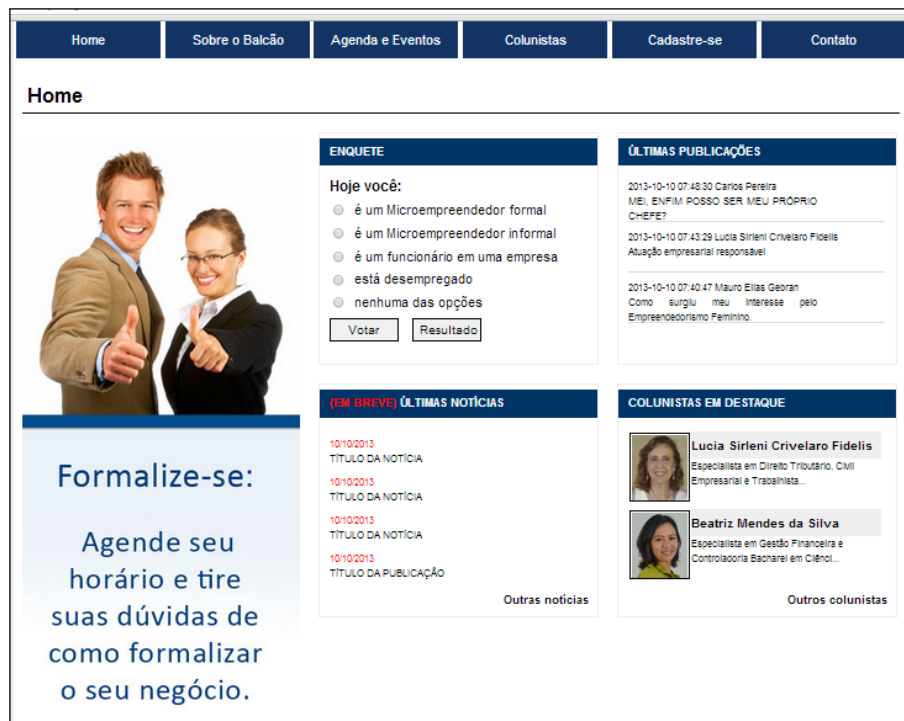 Home
Sobre o Balcão
Agenda e Eventos
Colunistas
Cadastre-se
Contato
Home
Formalize-se:
Agende seu
horário e tire
suas dúvidas de
como formalizar
o seu negócio.
ENQUETE
Hoje você:
é um Microempreendedor formal
é um Microempreendedor informal
é um funcionário em uma empresa
está desempregado
nenhuma das opções
Votar
Resultado
ÚLTIMAS PUBLICAÇÕES
2013-10-10 07:48:30 Carlos Pereira
MEI, ENFIM POSSO SER MEU PRÓPRIO
CHEFE?
2013-10-10 07:43:29 Lucia Sirleni Crivelaro Fidelis
Atuação empresarial responsável
2013-10-10 07:40:47 Mauro Elias Gebran
Como surgiu meu interesse pelo
Empreendedorismo Feminino.
(EM BREVE) ÚLTIMAS NOTÍCIAS
10/10/2013
TÍTULO DA NOTÍCIA
10/10/2013
TÍTULO DA NOTÍCIA
10/10/2013
TÍTULO DA NOTÍCIA
10/10/2013
TÍTULO DA PUBLICAÇÃO
Outras notícias
COLUNISTAS EM DESTAQUE
Lucia Sirleni Crivelaro Fidelis
Especialista em Direito Tributário, Civil
Empresarial e Trabalhista...
Beatriz Mendes da Silva
Especialista em Gestão Financeira e
Controladoria Bacharel em Ciênci...
Outros colunistas